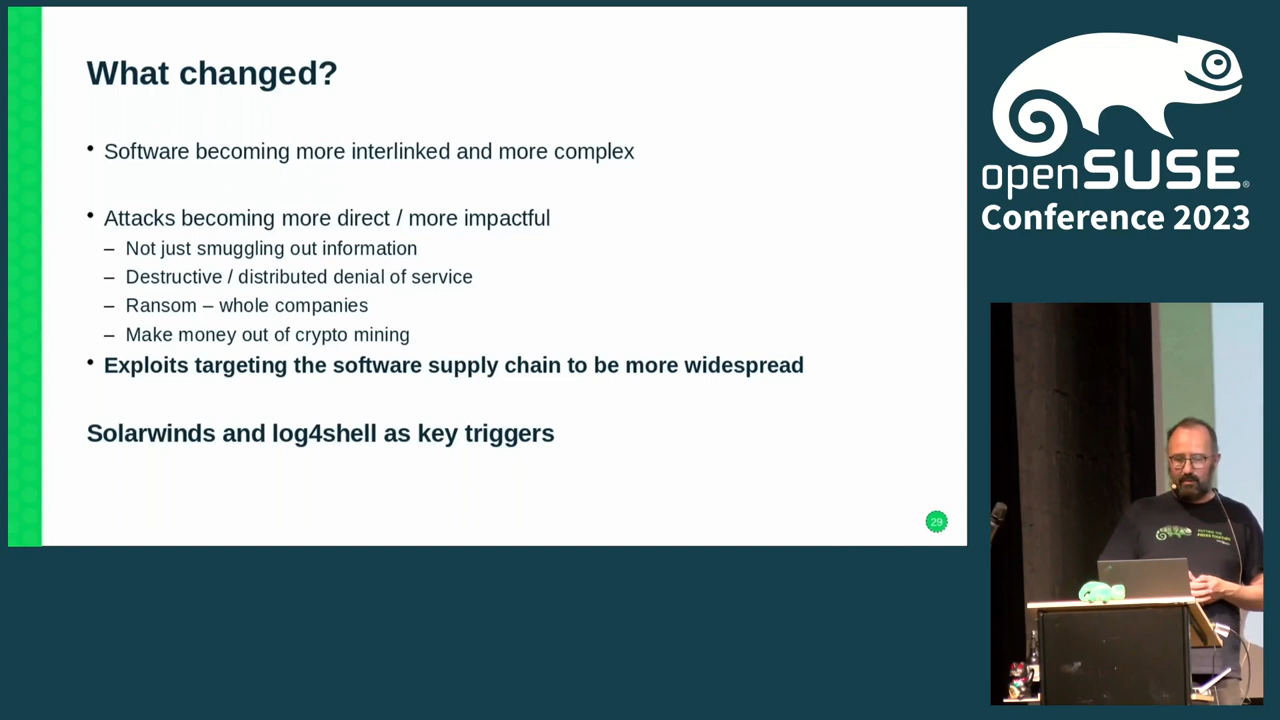 What changed?
• Software becoming more interlinked and more complex
• Attacks becoming more direct / more impactful
– Not just smuggling out information
– Destructive / distributed denial of service
– Ransom – whole companies
– Make money out of crypto mining
• Exploits targeting the software supply chain to be more widespread
Solarwinds and log4shell as key triggers
29
openSUSE®
Conference 2023